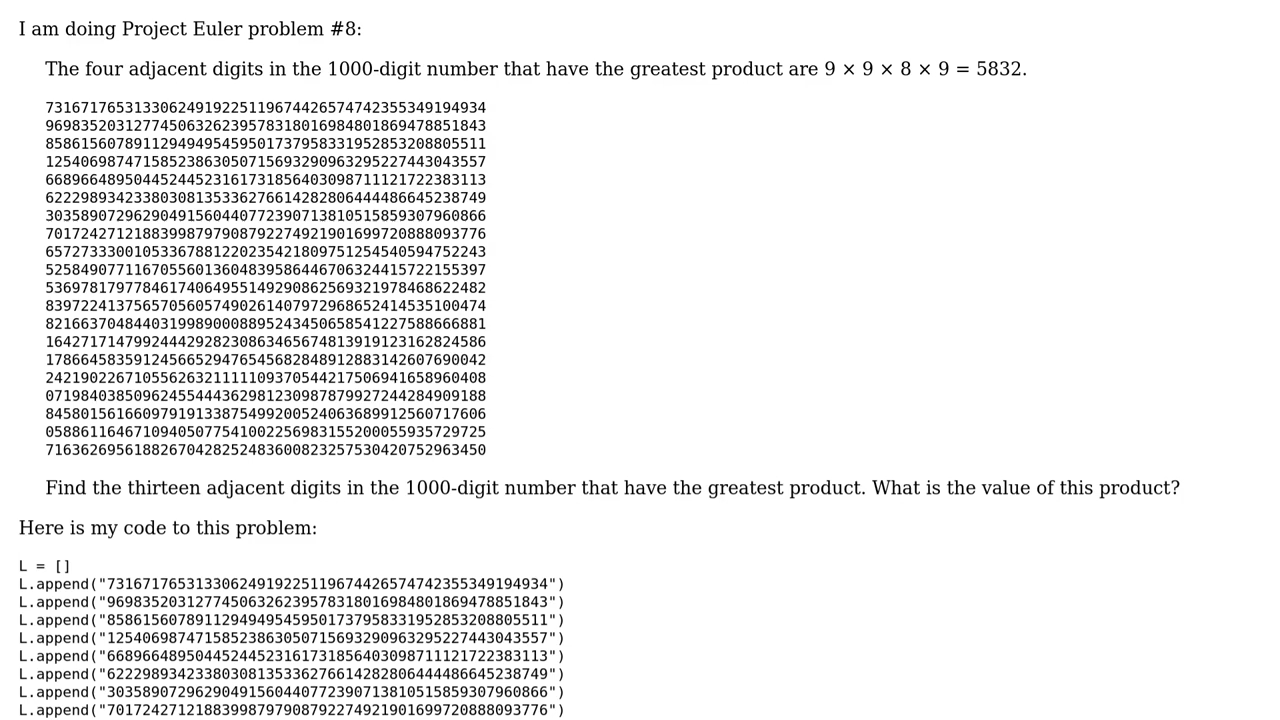 I am doing Project Euler problem #8:
The four adjacent digits in the 1000-digit number that have the greatest product are 9 × 9 × 8 × 9 = 5832.
73167176531330624919225119674426574742355349194934
96983520312774506326239578318016984801869478851843
85861560789112949495459501737958331952853208805511
12540698747158523863050715693290963295227443043557
66896648950445244523161731856403098711121722383113
62229893423380308135336276614282806444486645238749
30358907296290491560440772390713810515859307960866
70172427121883998797908792274921901699720888093776
65727333001053367881220235421809751254540594752243
52584907711670556013604839586446706324415722155397
53697817977846174064955149290862569321978468622482
83972241375657056057490261407972968652414535100474
82166370484403199890008895243450658541227588666881
16427171479924442928230863465674813919123162824586
17866458359124566529476545682848912883142607690042
24219022671055626321111109370544217506941658960408
07198403850962455444362981230987879927244284909188
84580156166097919133875499200524063689912560717606
05886116467109405077541002256983155200055935729725
71636269561882670428252483600823257530420752963450
Find the thirteen adjacent digits in the 1000-digit number that have the greatest product. What is the value of this product?
Here is my code to this problem:
L = []
L.append("73167176531330624919225119674426574742355349194934")
L.append("96983520312774506326239578318016984801869478851843")
L.append("85861560789112949495459501737958331952853208805511")
L.append("12540698747158523863050715693290963295227443043557")
L.append("66896648950445244523161731856403098711121722383113")
L.append("62229893423380308135336276614282806444486645238749")
L.append("30358907296290491560440772390713810515859307960866")
L.append("70172427121883998797908792274921901699720888093776")